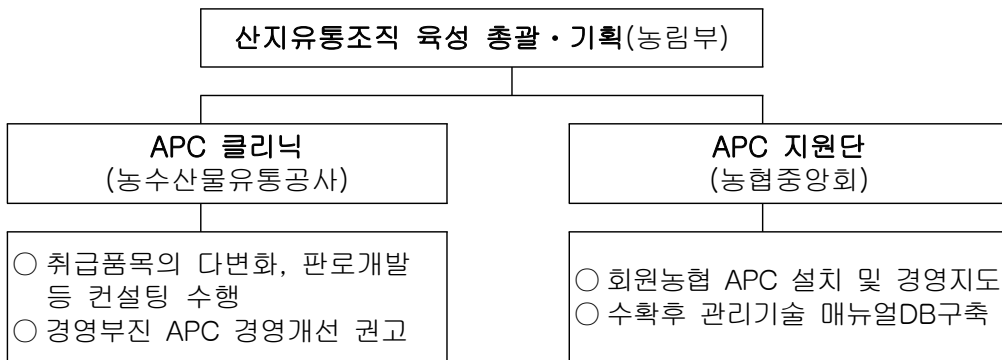 산지유통조직 육성 총괄・기획(농림부)
APC 클리닉
(농수산물유통공사)
APC 지원단
(농협중앙회)
○ 취급품목의 다변화, 판로개발
등 컨설팅 수행
○ 경영부진 APC 경영개선 권고
○ 회원농협 APC 설치 및 경영지도
○ 수확후 관리기술 매뉴얼DB구축